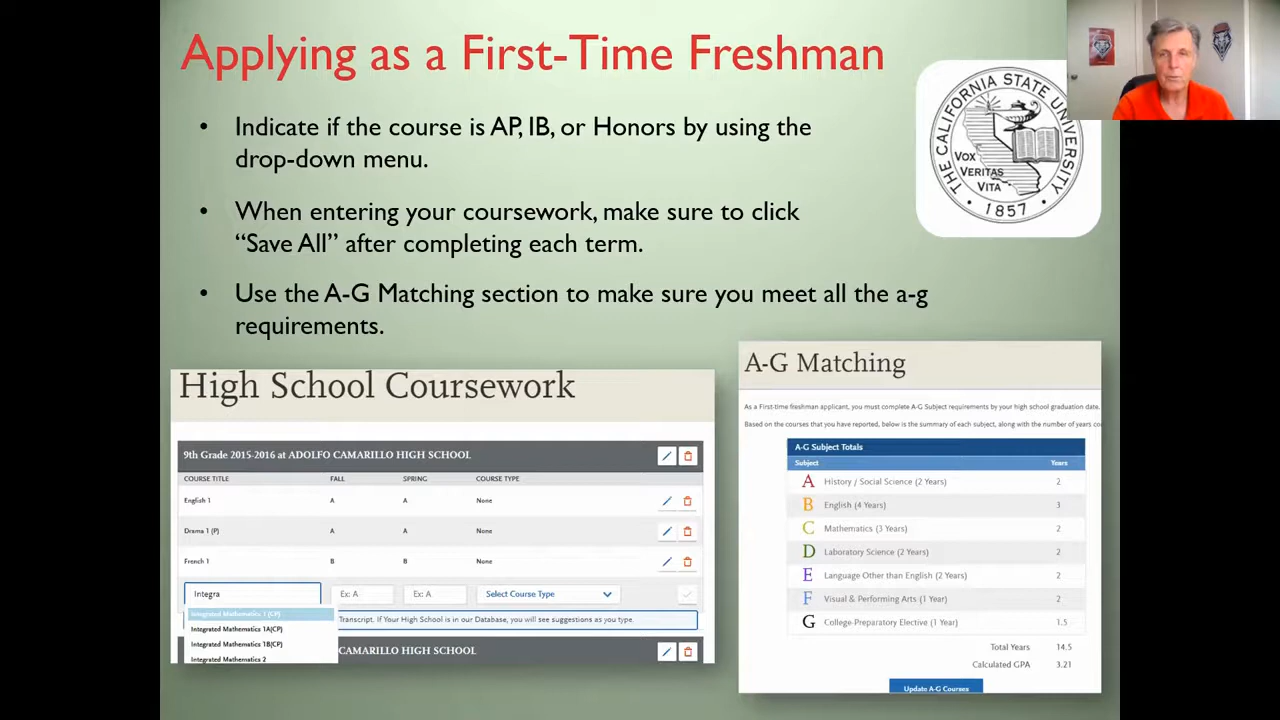 Applying as a First-Time Freshman
• Indicate if the course is AP, IB, or Honors by using the
drop-down menu.
• When entering your coursework, make sure to click
“Save All” after completing each term.
• Use the A-G Matching section to make sure you meet all the a-g
requirements.
THE CALIFORNIA STATE UNIVERSITY
VOX
VERITAS
VITA
• 1857 •
High School Coursework
9th Grade 2015-2016 at ADOLFO CAMARILLO HIGH SCHOOL
COURSE TITLE FALL SPRING COURSE TYPE
English 1 A A None
Drama 1 (P) A A None
French 1 B B None
Integra Ex: A Ex: A Select Course Type
Integrated Mathematics 1 (CP)
Transcript. If Your High School is in our Database, you will see suggestions as you type.
Integrated Mathematics 1A(CP)
Integrated Mathematics 1B(CP)
CAMARILLO HIGH SCHOOL
Integrated Mathematics 2
A-G Matching
As a First-time freshman applicant, you must complete A-G Subject requirements by your high school graduation date.
Based on the courses that you have reported, below is the summary of each subject, along with the number of years co
A-G Subject Totals
Subject Years
A History / Social Science (2 Years) 2
B English (4 Years) 3
C Mathematics (3 Years) 2
D Laboratory Science (2 Years) 2
E Language Other than English (2 Years) 2
F Visual & Performing Arts (1 Year) 2
G College-Preparatory Elective (1 Year) 1.5
Total Years 14.5
Calculated GPA 3.21
Update A-G Courses